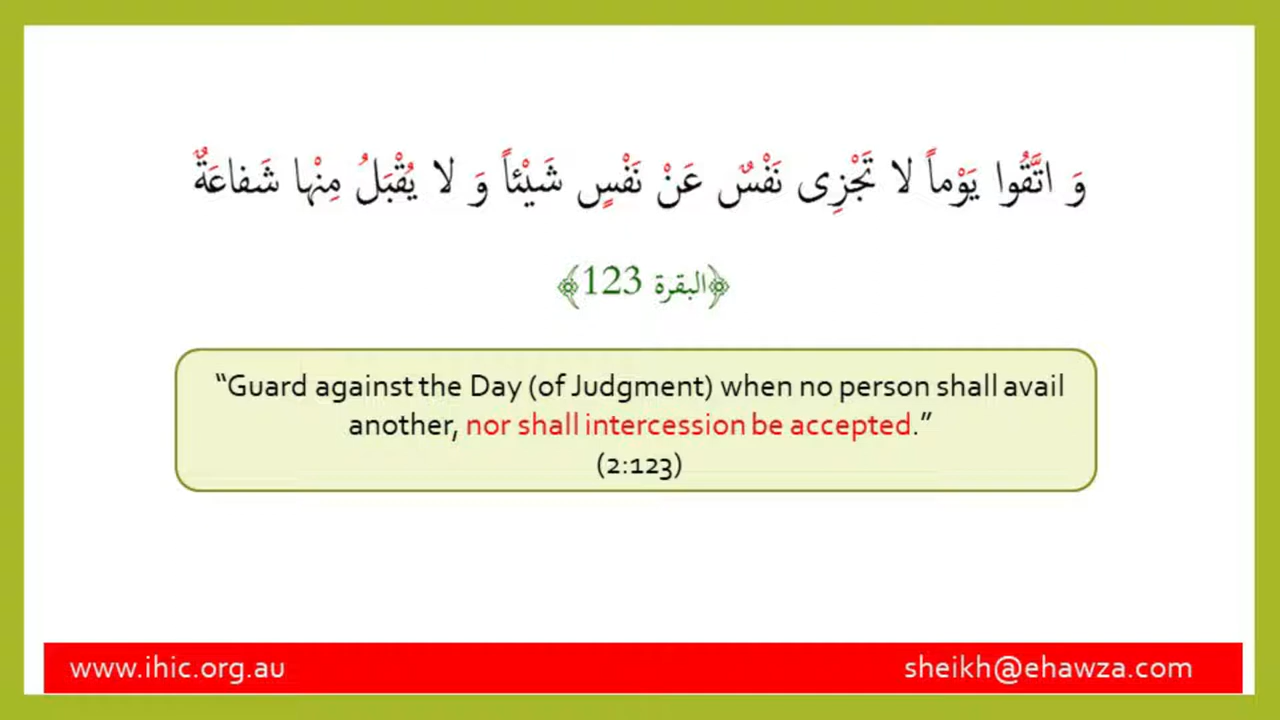 وَ اتَّقُوا يَوْماً لا تَجْزِى نَفْسٌ عَنْ نَفْسٍ شَيْئاً وَ لا يُقْبَلُ مِنْها شَفاعَةٌ
﴿البقرة 123﴾
“Guard against the Day (of Judgment) when no person shall avail
another, nor shall intercession be accepted.”
(2:123)
www.ihic.org.au
sheikh@ehawza.com